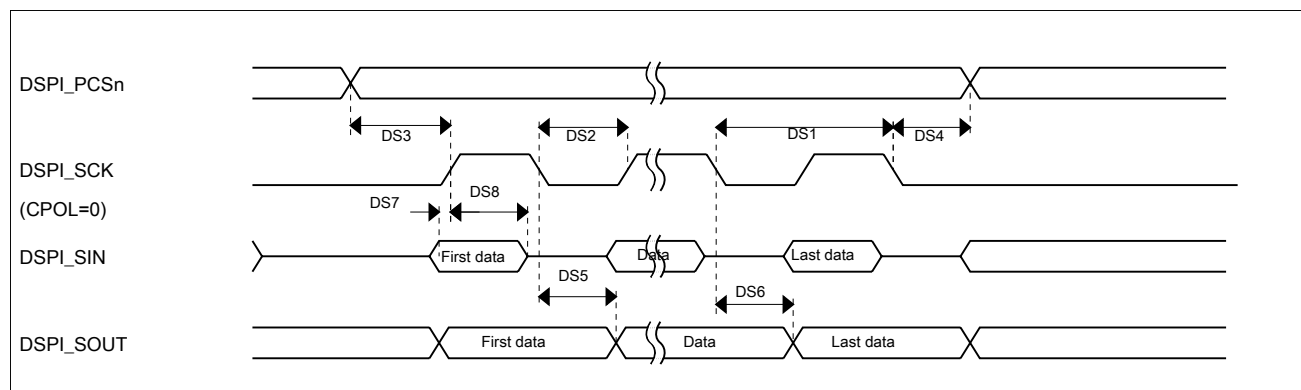 DSPI_PCSn
DS3 DS2 DS1 DS4
DSPI_SCK
(CPOL=0)
DS7 DS8
DSPI_SIN First data Data Last data
DS5 DS6
DSPI_SOUT First data Data Last data